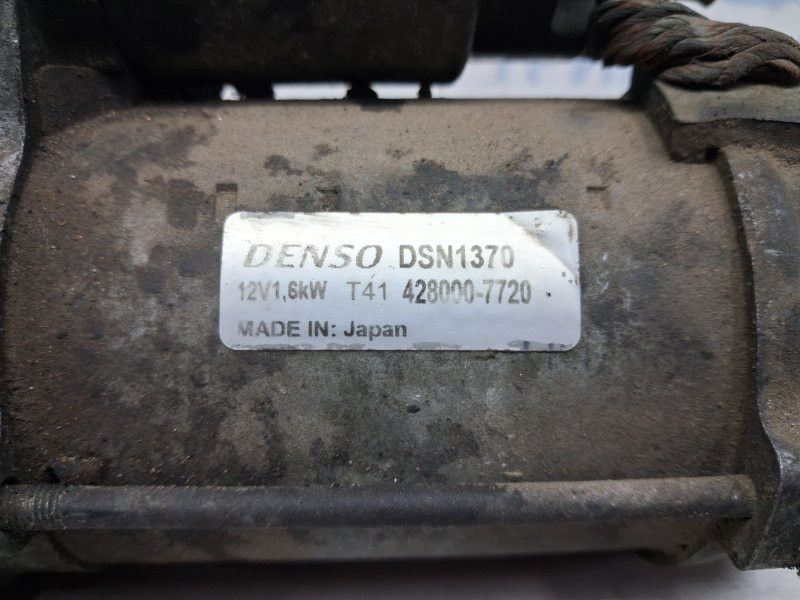 DENSO DSN1370
12V1,6kW T41 428000-7720
MADE IN: Japan